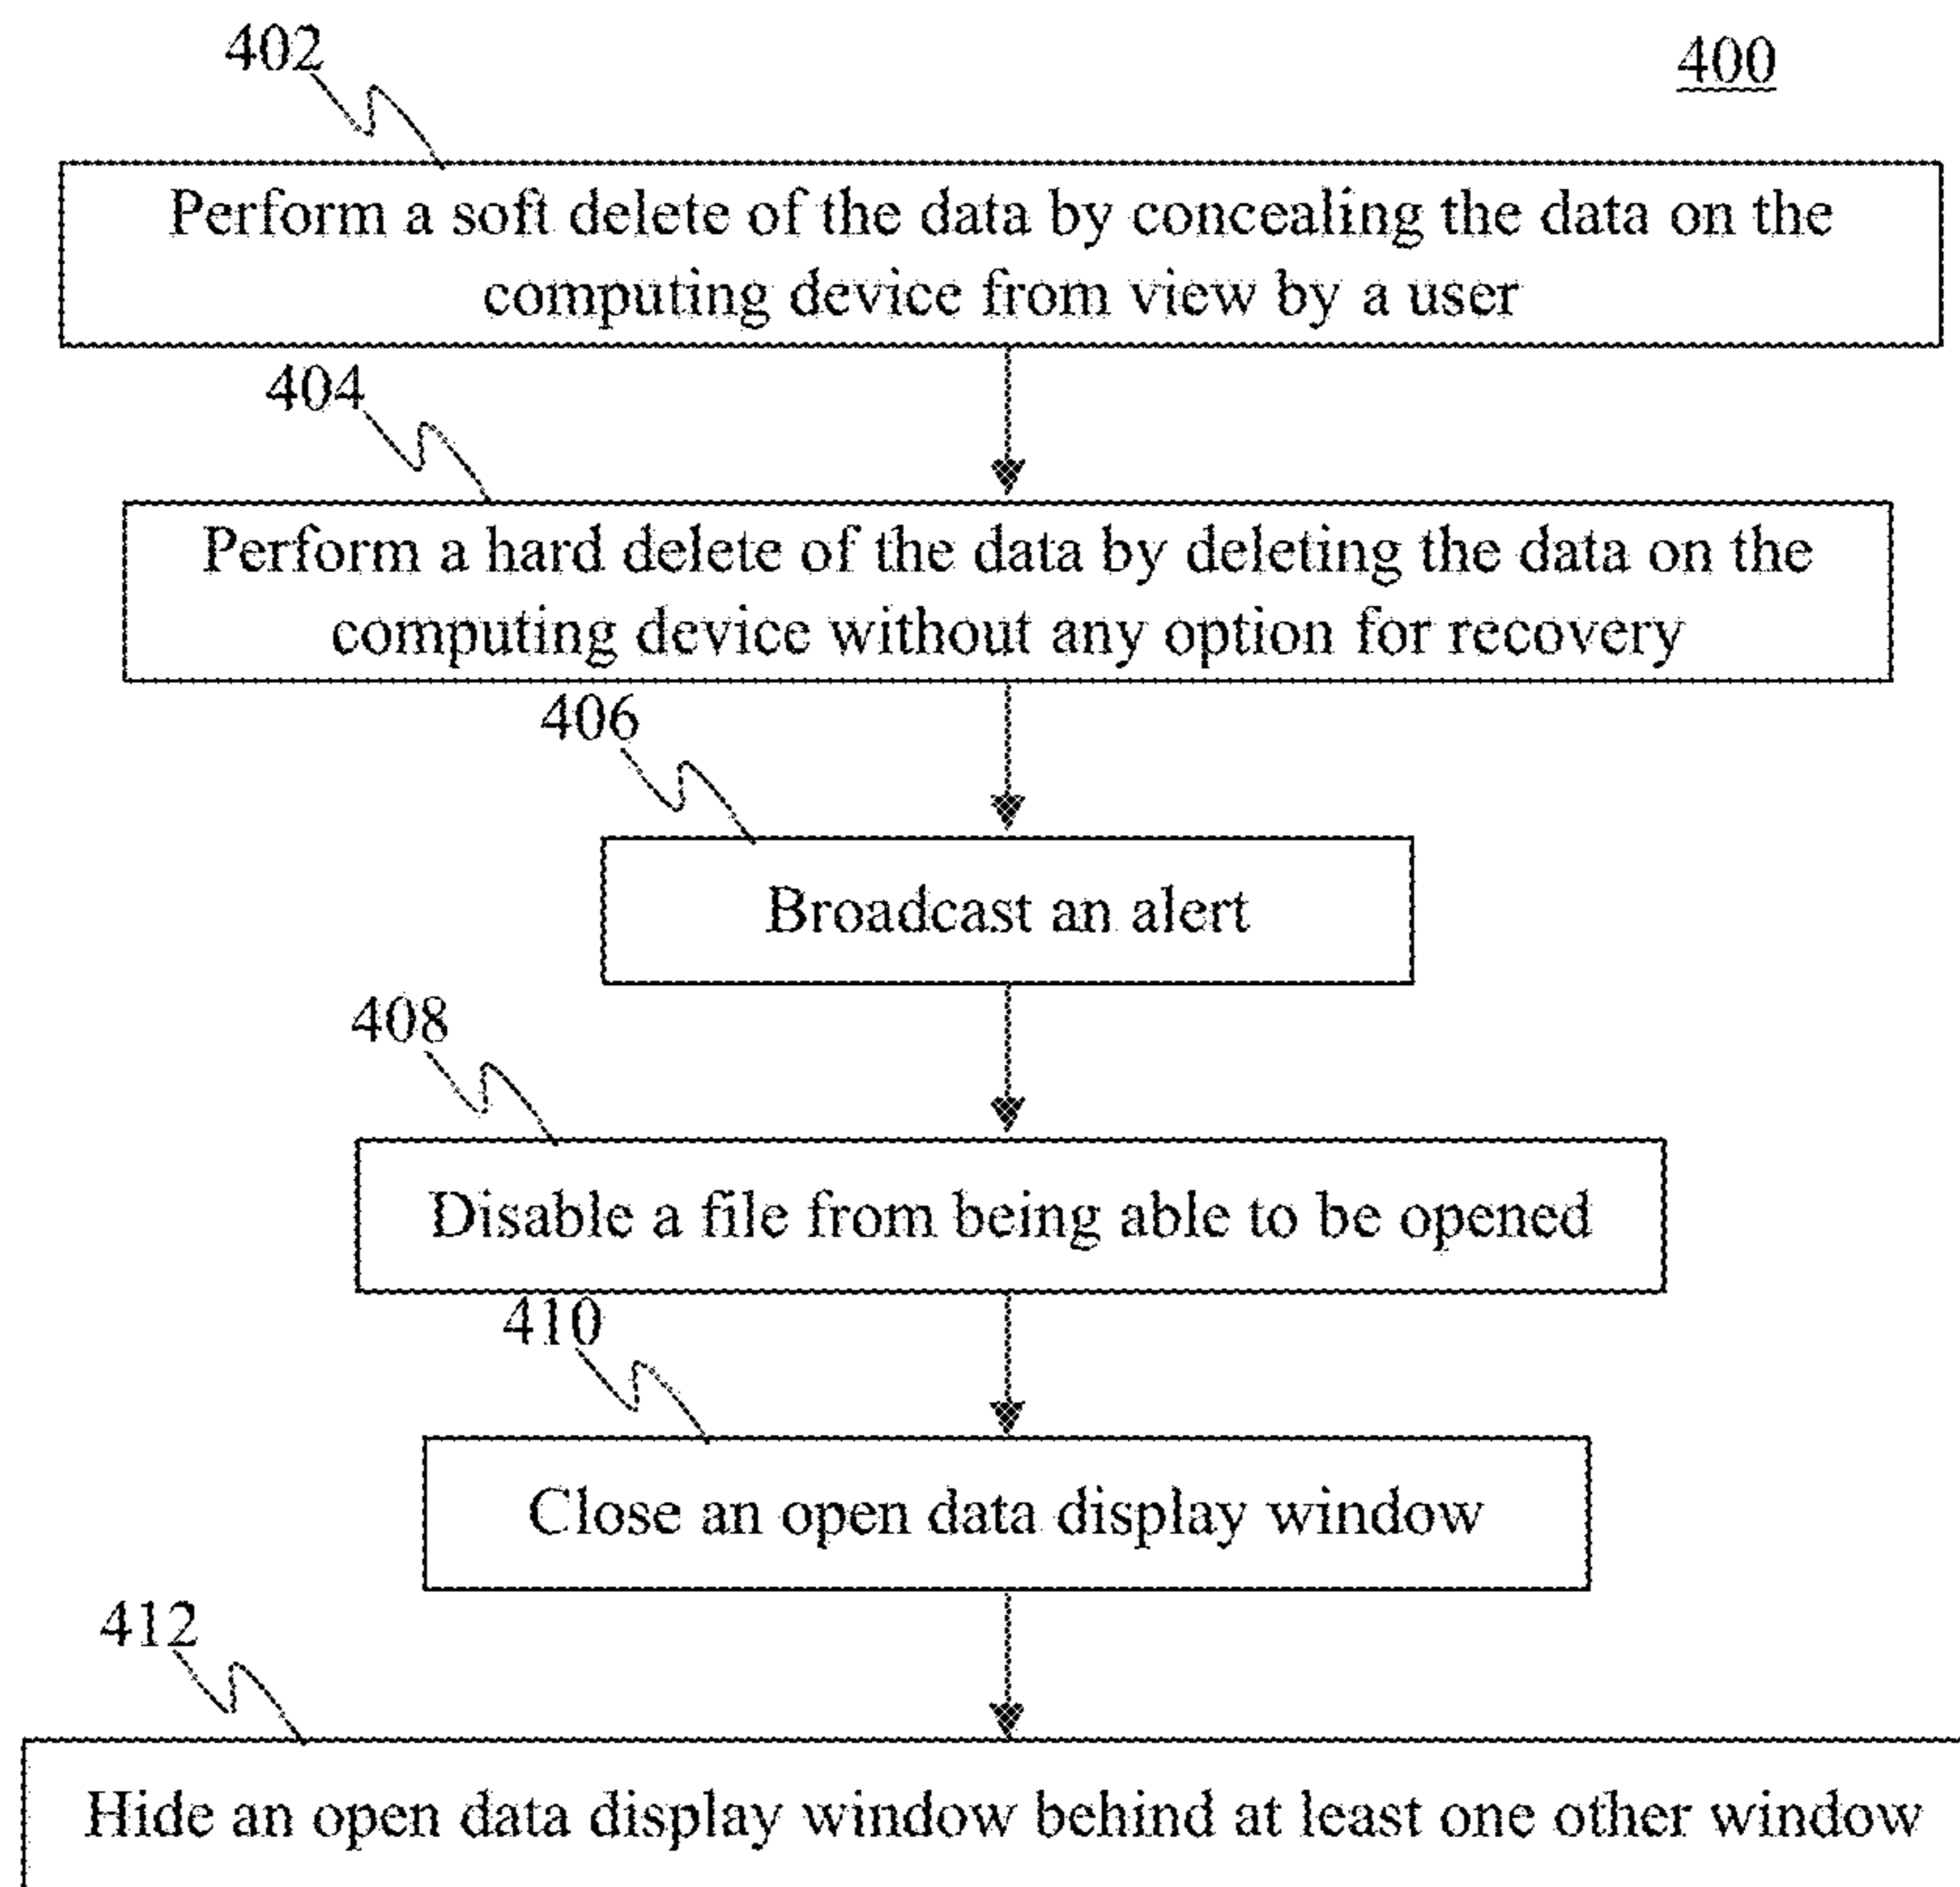 402
400
Perform a soft delete of the data by concealing the data on the
computing device from view by a user
404
Perform a hard delete of the data by deleting the data on the
computing device without any option for recovery
406
Broadcast an alert
408
Disable a file from being able to be opened
410
Close an open data display window
412
Hide an open data display window behind at least one other window